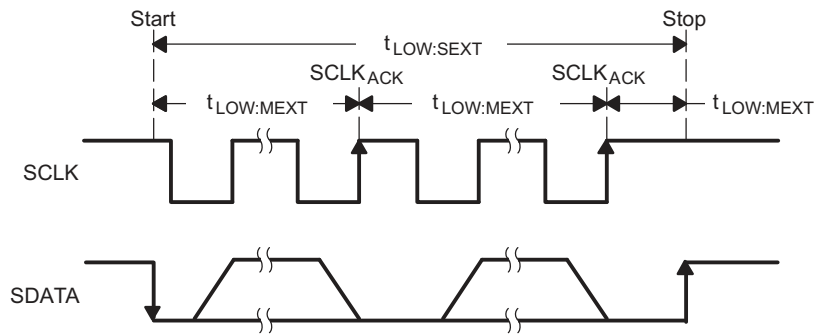 Start Stop
tLOW:SEXT
SCLKACK SCLKACK
tLOW:MEXT tLOW:MEXT tLOW:MEXT
SCLK
SDATA